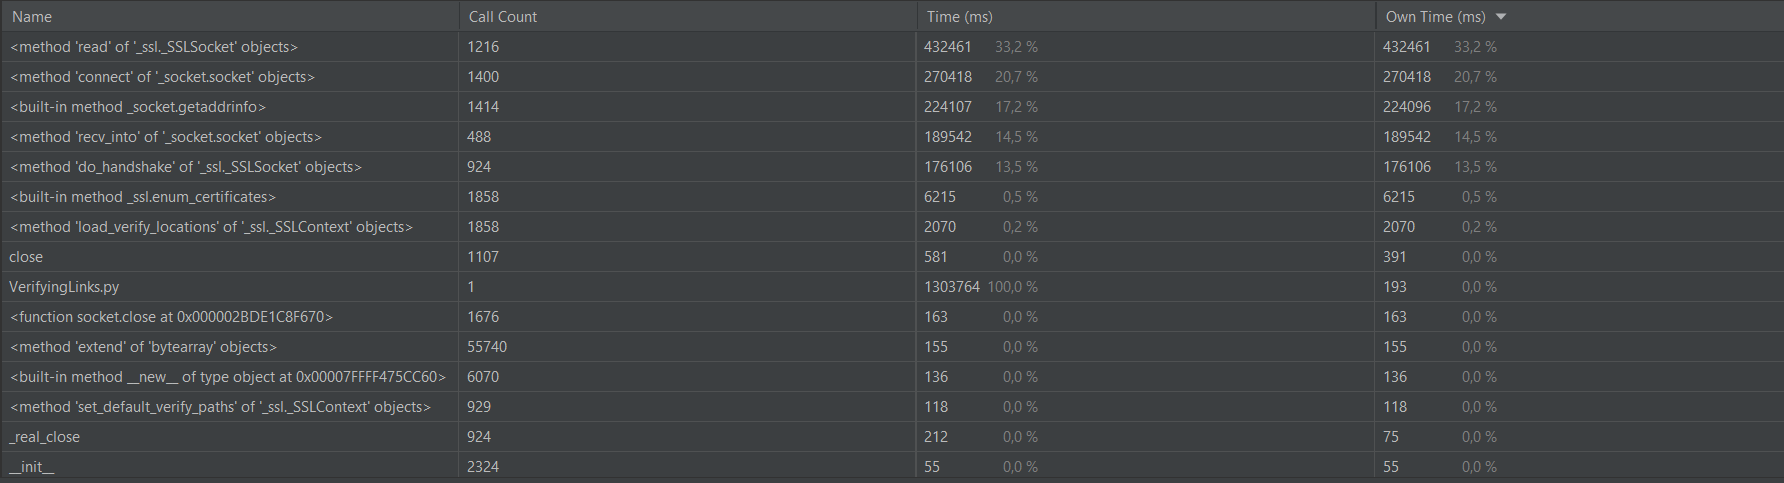 Name Call Count Time (ms) Own Time (ms)
<method 'read' of '_ssl._SSLSocket' objects> 1216 432461 33,2 % 432461 33,2 %
<method 'connect' of '_socket.socket' objects> 1400 270418 20,7 % 270418 20,7 %
<built-in method _socket.getaddrinfo> 1414 224107 17,2 % 224096 17,2 %
<method 'recv_into' of '_socket.socket' objects> 488 189542 14,5 % 189542 14,5 %
<method 'do_handshake' of '_ssl._SSLSocket' objects> 924 176106 13,5 % 176106 13,5 %
<built-in method _ssl.enum_certificates> 1858 6215 0,5 % 6215 0,5 %
<method 'load_verify_locations' of '_ssl._SSLContext' objects> 1858 2070 0,2 % 2070 0,2 %
close 1107 581 0,0 % 391 0,0 %
VerifyingLinks.py 1 1303764 100,0 % 193 0,0 %
<function socket.close at 0x000002BDE1C8F670> 1676 163 0,0 % 163 0,0 %
<method 'extend' of 'bytearray' objects> 55740 155 0,0 % 155 0,0 %
<built-in method __new__ of type object at 0x00007FFFF475CC60> 6070 136 0,0 % 136 0,0 %
<method 'set_default_verify_paths' of '_ssl._SSLContext' objects> 929 118 0,0 % 118 0,0 %
_real_close 924 212 0,0 % 75 0,0 %
__init__ 2324 55 0,0 % 55 0,0 %